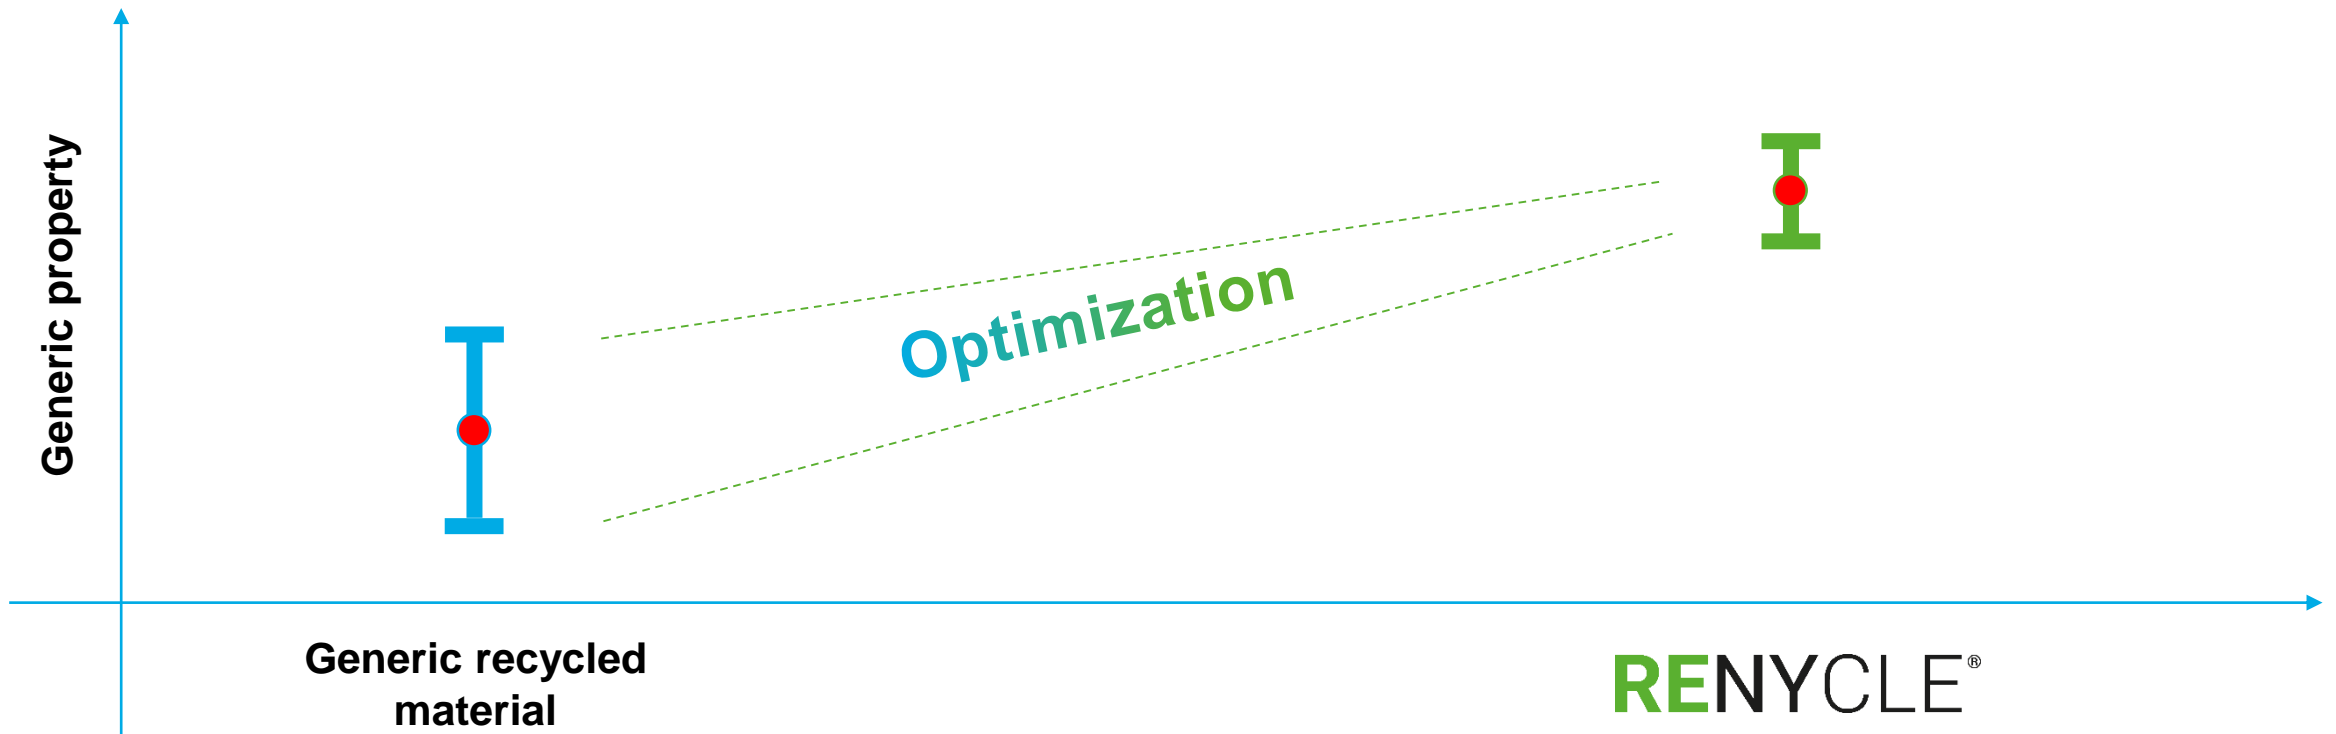 Generic property
Optimization
Generic recycled
material
RENYCLE®